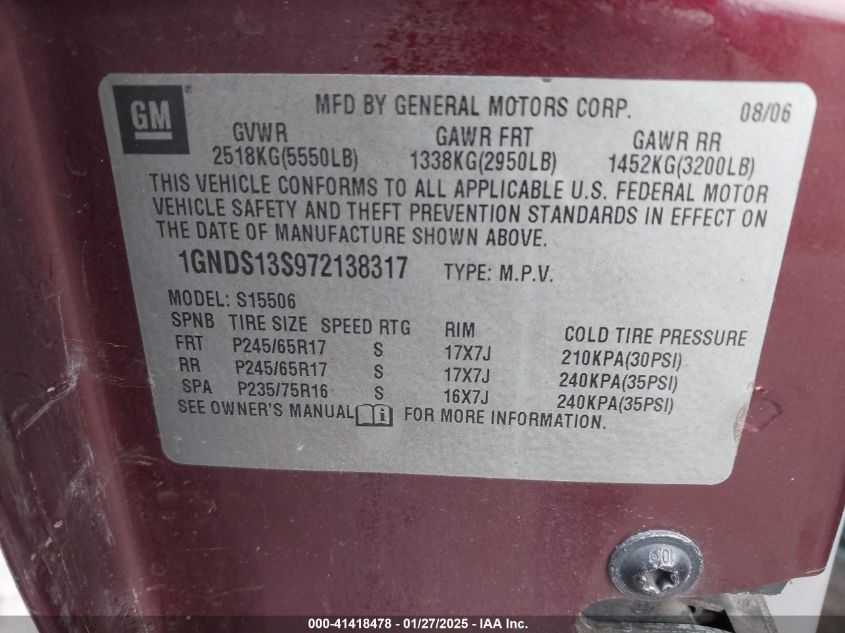 GM
®
MFD BY GENERAL MOTORS CORP. 08/06
GVWR GAWR FRT GAWR RR
2518KG(5550LB) 1338KG(2950LB) 1452KG(3200LB)
THIS VEHICLE CONFORMS TO ALL APPLICABLE U.S. FEDERAL MOTOR
VEHICLE SAFETY AND THEFT PREVENTION STANDARDS IN EFFECT ON
THE DATE OF MANUFACTURE SHOWN ABOVE.
1GNDS13S972138317 TYPE: M.P.V.
MODEL: S15506
SPNB TIRE SIZE SPEED RTG RIM COLD TIRE PRESSURE
FRT P245/65R17 S 17X7J 210KPA(30PSI)
RR P245/65R17 S 17X7J 240KPA(35PSI)
SPA P235/75R16 S 16X7J 240KPA(35PSI)
SEE OWNER'S MANUAL i FOR MORE INFORMATION.
000-41418478 - 01/27/2025 - IAA Inc.